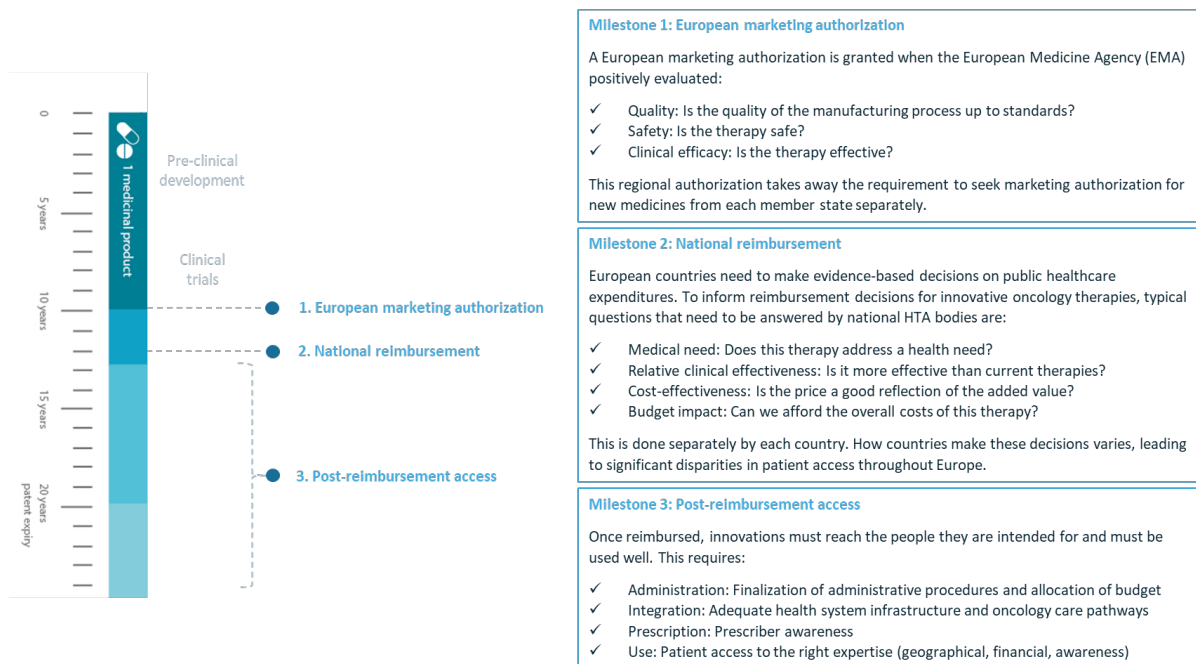 0
5 years
10 years
15 years
20 years
patent expiry
1 medicinal product
Pre-clinical
development
Clinical
trials
1. European marketing authorization
2. National reimbursement
3. Post-reimbursement access
Milestone 1: European marketing authorization
A European marketing authorization is granted when the European Medicine Agency (EMA)
positively evaluated:
✓ Quality: Is the quality of the manufacturing process up to standards?
✓ Safety: Is the therapy safe?
✓ Clinical efficacy: Is the therapy effective?
This regional authorization takes away the requirement to seek marketing authorization for
new medicines from each member state separately.
Milestone 2: National reimbursement
European countries need to make evidence-based decisions on public healthcare
expenditures. To inform reimbursement decisions for innovative oncology therapies, typical
questions that need to be answered by national HTA bodies are:
✓ Medical need: Does this therapy address a health need?
✓ Relative clinical effectiveness: Is it more effective than current therapies?
✓ Cost-effectiveness: Is the price a good reflection of the added value?
✓ Budget impact: Can we afford the overall costs of this therapy?
This is done separately by each country. How countries make these decisions varies, leading
to significant disparities in patient access throughout Europe.
Milestone 3: Post-reimbursement access
Once reimbursed, innovations must reach the people they are intended for and must be
used well. This requires:
✓ Administration: Finalization of administrative procedures and allocation of budget
✓ Integration: Adequate health system infrastructure and oncology care pathways
✓ Prescription: Prescriber awareness
✓ Use: Patient access to the right expertise (geographical, financial, awareness)